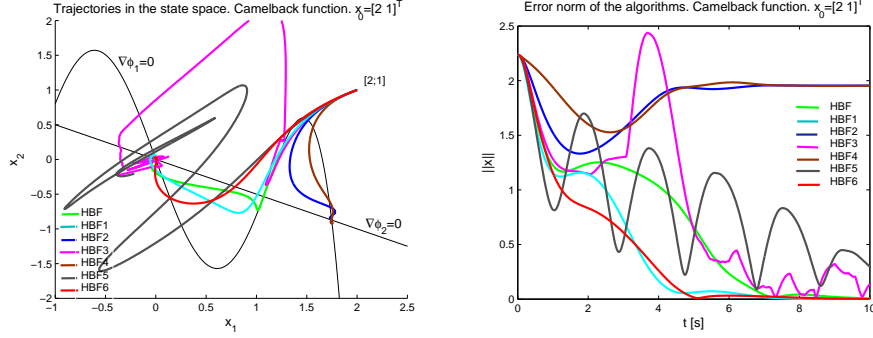 Trajectories in the state space. Camelback function. x₀=[2 1]ᵀ
2
1.5
1
0.5
0
−0.5
−1
−1.5
−2
x₂
∇ϕ₁=0
[2;1]
∇ϕ₂=0
HBF
HBF1
HBF2
HBF3
HBF4
HBF5
HBF6
−1 −0.5 0 0.5 1 1.5 2 2.5
x₁
Error norm of the algorithms. Camelback function. x₀=[2 1]ᵀ
2.5
2
1.5
1
0.5
0
||x||
HBF
HBF1
HBF2
HBF3
HBF4
HBF5
HBF6
0 2 4 6 8 10
t [s]